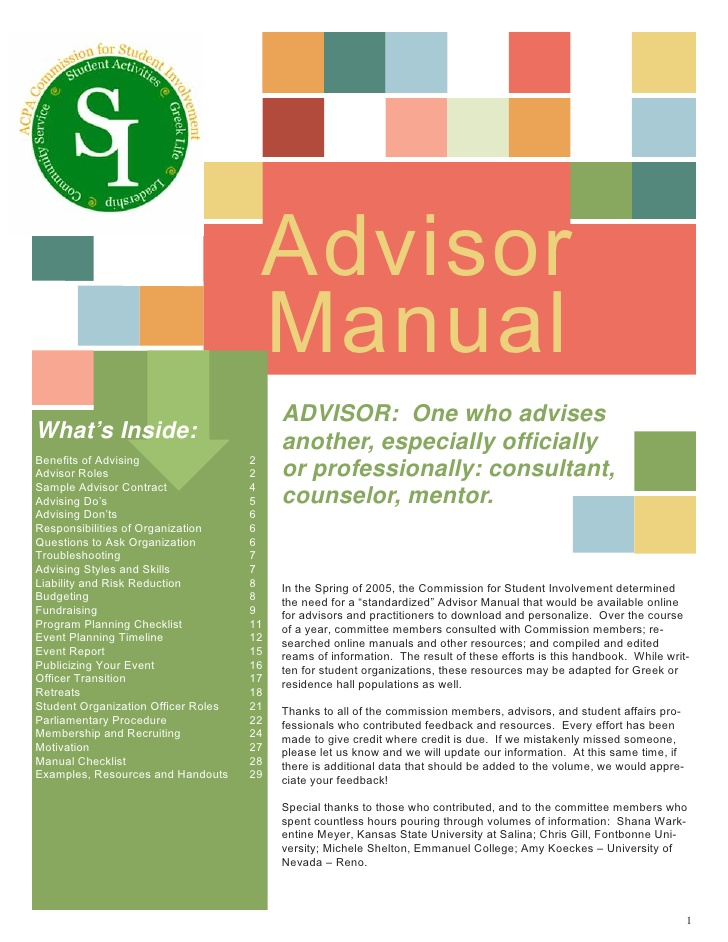 ACPA Commission for Student Involvement
Student Activities
Greek Life
Leadership
Community Service
SI
Advisor
Manual
What's Inside:
Benefits of Advising 2
Advisor Roles 2
Sample Advisor Contract 4
Advising Do's 5
Advising Don'ts 6
Responsibilities of Organization 6
Questions to Ask Organization 6
Troubleshooting 7
Advising Styles and Skills 7
Liability and Risk Reduction 8
Budgeting 8
Fundraising 9
Program Planning Checklist 11
Event Planning Timeline 12
Event Report 15
Publicizing Your Event 16
Officer Transition 17
Retreats 18
Student Organization Officer Roles 21
Parliamentary Procedure 22
Membership and Recruiting 24
Motivation 27
Manual Checklist 28
Examples, Resources and Handouts 29
ADVISOR:  One who advises
another, especially officially
or professionally: consultant,
counselor, mentor.
In the Spring of 2005, the Commission for Student Involvement determined
the need for a “standardized” Advisor Manual that would be available online
for advisors and practitioners to download and personalize.  Over the course
of a year, committee members consulted with Commission members; re-
searched online manuals and other resources; and compiled and edited
reams of information.  The result of these efforts is this handbook.  While writ-
ten for student organizations, these resources may be adapted for Greek or
residence hall populations as well.
Thanks to all of the commission members, advisors, and student affairs pro-
fessionals who contributed feedback and resources.  Every effort has been
made to give credit where credit is due.  If we mistakenly missed someone,
please let us know and we will update our information.  At this same time, if
there is additional data that should be added to the volume, we would appre-
ciate your feedback!
Special thanks to those who contributed, and to the committee members who
spent countless hours pouring through volumes of information:  Shana Wark-
entine Meyer, Kansas State University at Salina; Chris Gill, Fontbonne Uni-
versity; Michele Shelton, Emmanuel College; Amy Koeckes – University of
Nevada – Reno.
1